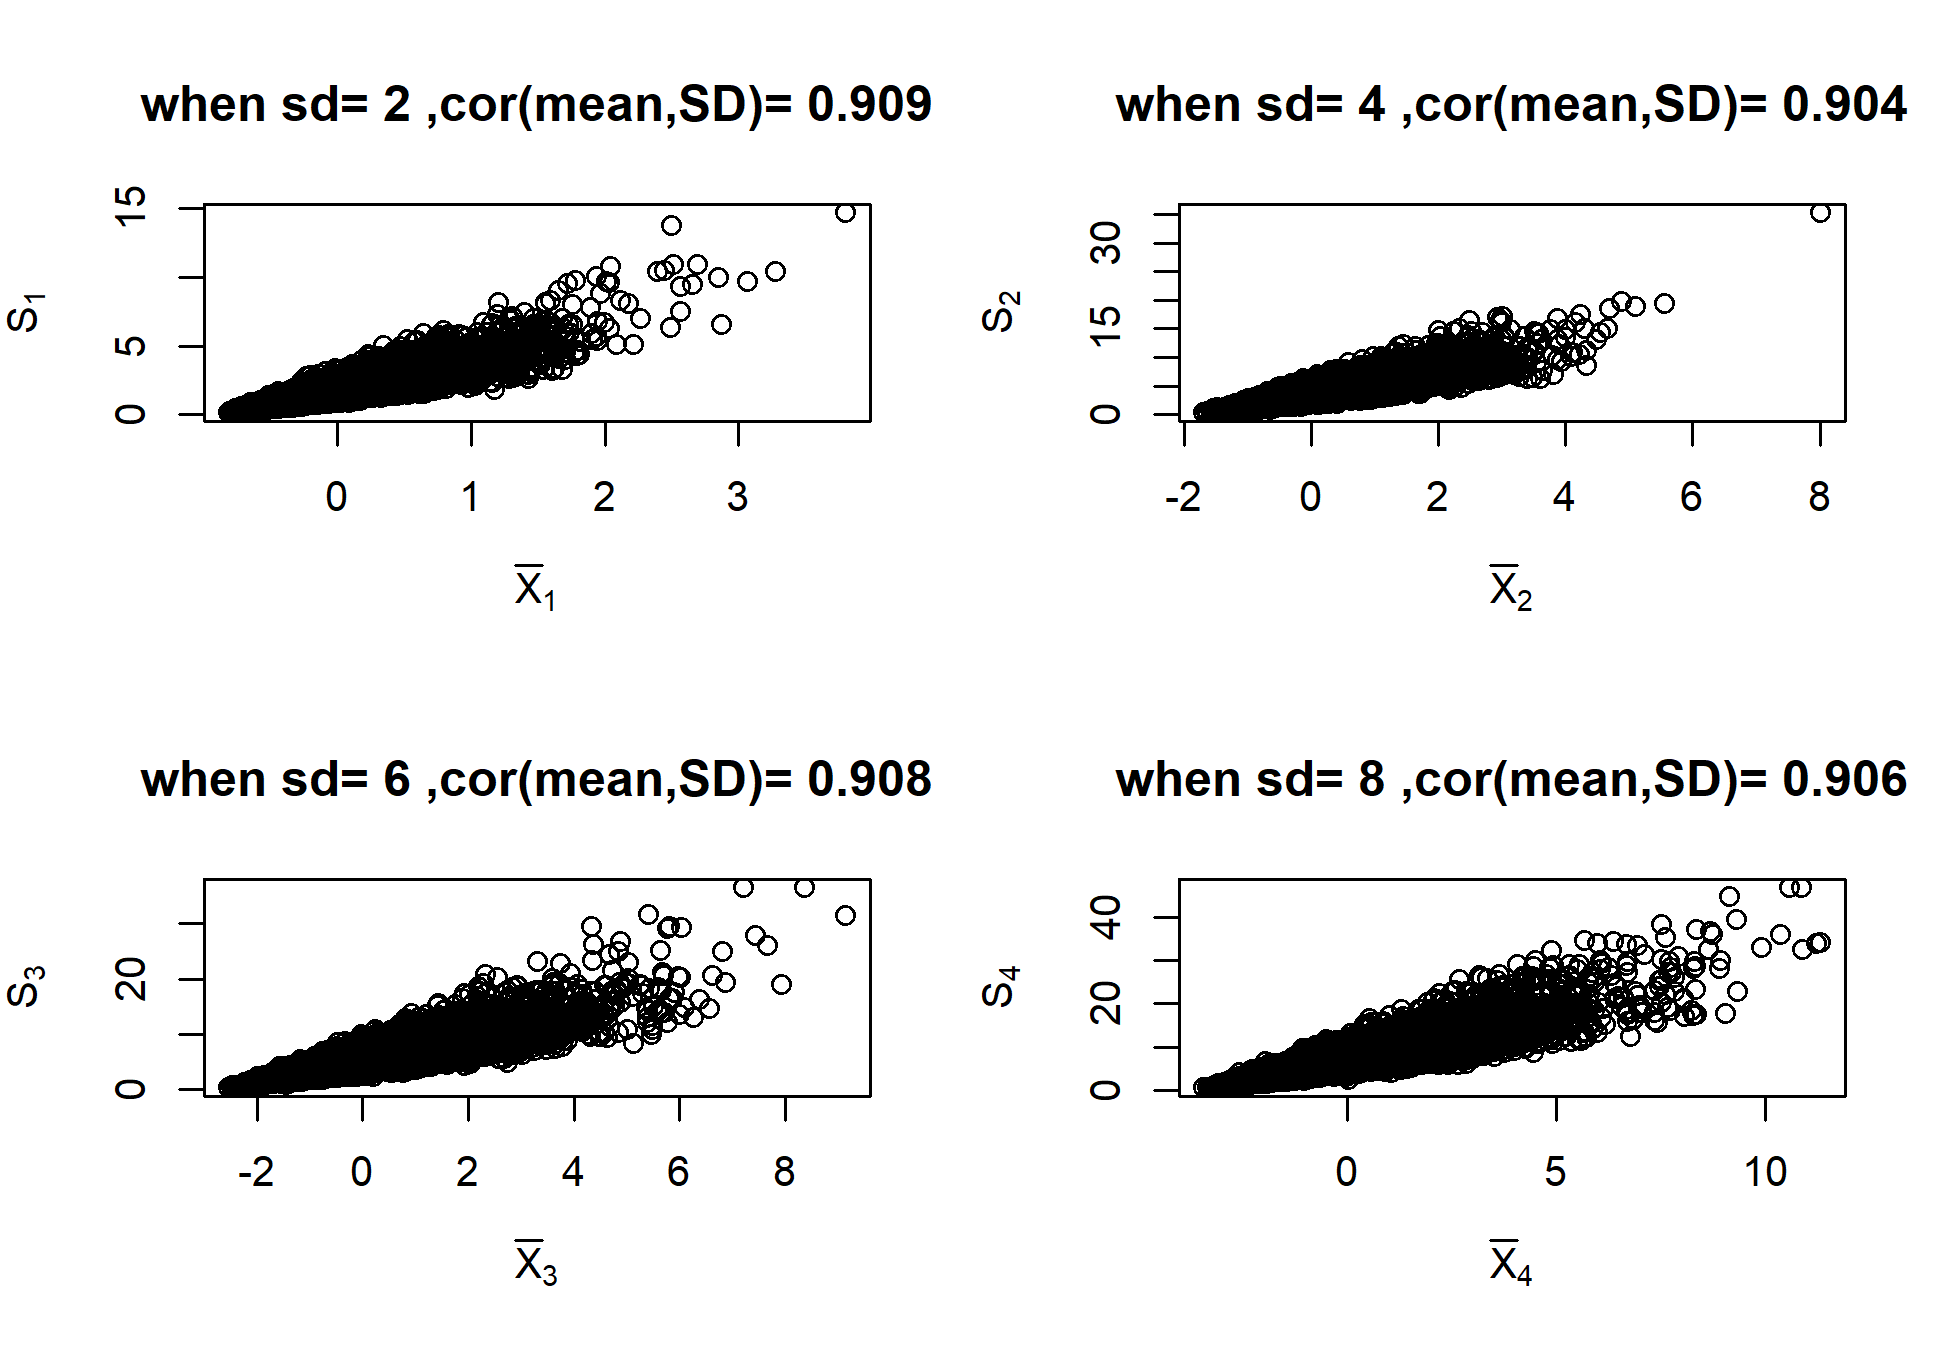 when sd= 2 ,cor(mean,SD)= 0.909
S1
15
5
0
0 1 2 3
X̅1
when sd= 4 ,cor(mean,SD)= 0.904
S2
30
15
0
-2 0 2 4 6 8
X̅2
when sd= 6 ,cor(mean,SD)= 0.908
S3
20
0
-2 0 2 4 6 8
X̅3
when sd= 8 ,cor(mean,SD)= 0.906
S4
40
20
0
0 5 10
X̅4